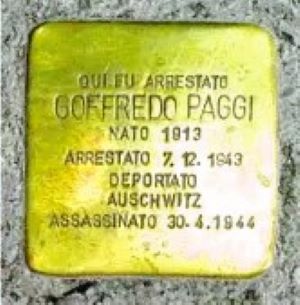 QUI FU ARRESTATO
GOFFREDO PAGGI
NATO 1913
ARRESTATO 7. 12. 1943
DEPORTATO
AUSCHWITZ
ASSASSINATO 30.4.1944